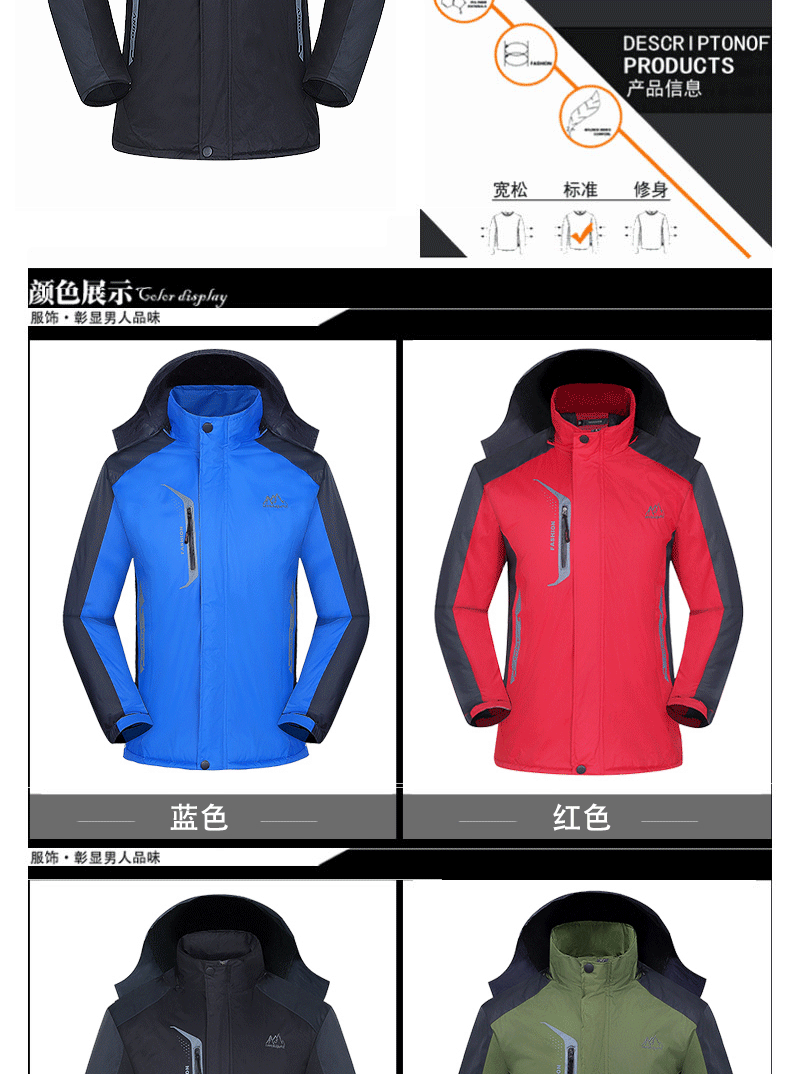 FASHION
DESCRIPTONOF
PRODUCTS
产品信息
宽松 标准 修身
颜色展示 Color display
服饰·彰显男人品味
FASHION
FASHION
蓝色
红色
服饰·彰显男人品味